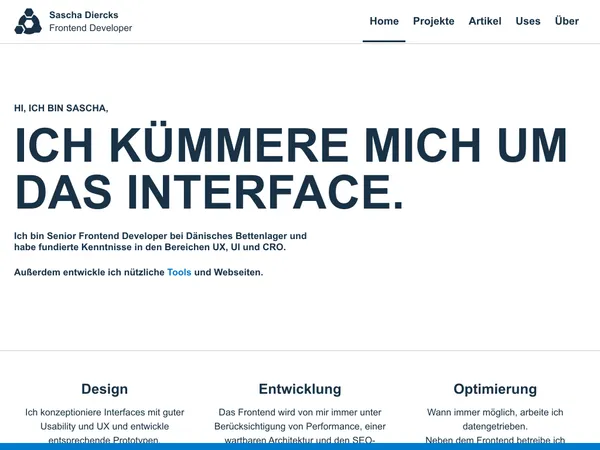 Sascha Diercks
Frontend Developer
Home Projekte Artikel Uses Über
HI, ICH BIN SASCHA,
ICH KÜMMERE MICH UM
DAS INTERFACE.
Ich bin Senior Frontend Developer bei Dänisches Bettenlager und
habe fundierte Kenntnisse in den Bereichen UX, UI und CRO.
Außerdem entwickle ich nützliche Tools und Webseiten.
Design
Ich konzeptioniere Interfaces mit guter
Usability und UX und entwickle
entsprechende Prototypen.
Entwicklung
Das Frontend wird von mir immer unter
Berücksichtigung von Performance, einer
wartbaren Architektur und den SEO-
Optimierung
Wann immer möglich, arbeite ich
datengetrieben.
Neben dem Frontend betreibe ich